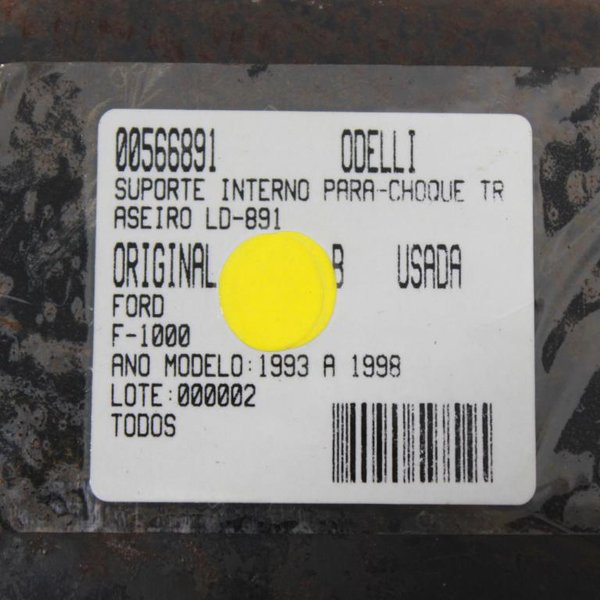 00566891 ODELLI
SUPORTE INTERNO PARA-CHOQUE TR
ASEIRO LD-891
ORIGINAL B USADA
FORD
F-1000
ANO MODELO:1993 A 1998
LOTE:000002
TODOS